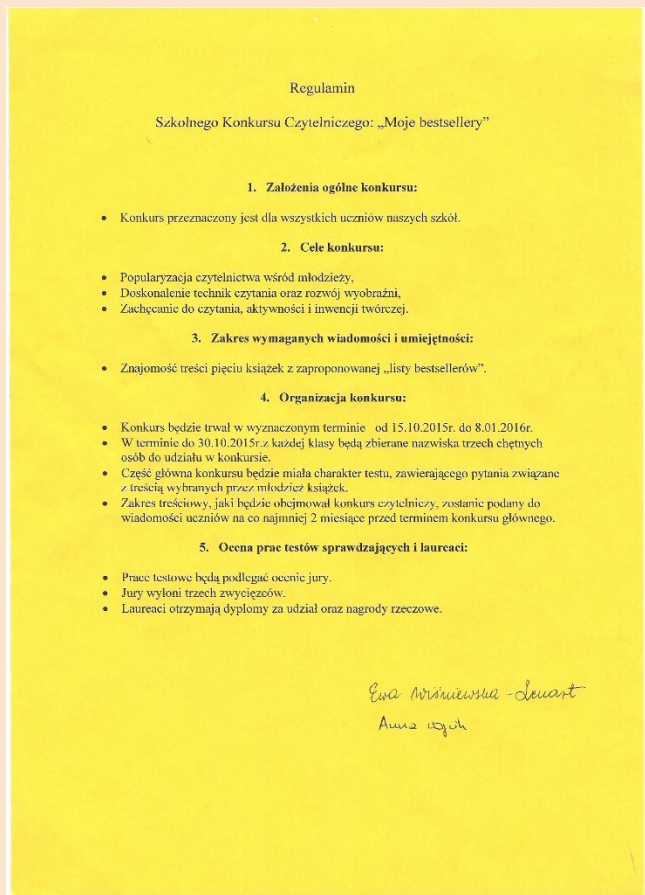 Regulamin
Szkolnego Konkursu Czytelniczego: „Moje bestsellery”
1. Założenia ogólne konkursu:
• Konkurs przeznaczony jest dla wszystkich uczniów naszych szkół.
2. Cele konkursu:
• Popularyzacja czytelnictwa wśród młodzieży,
• Doskonalenie technik czytania oraz rozwój wyobraźni,
• Zachęcanie do czytania, aktywności i inwencji twórczej.
3. Zakres wymaganych wiadomości i umiejętności:
• Znajomość treści pięciu książek z zaproponowanej „listy bestsellerów”.
4. Organizacja konkursu:
• Konkurs będzie trwał w wyznaczonym terminie od 15.10.2015r. do 8.01.2016r.
• W terminie do 30.10.2015r.z każdej klasy będą zbierane nazwiska trzech chętnych
osób do udziału w konkursie.
• Część główna konkursu będzie miała charakter testu, zawierającego pytania związane
z treścią wybranych przez młodzież książek.
• Zakres treściowy, jaki będzie obejmował konkurs czytelniczy, zostanie podany do
wiadomości uczniów na co najmniej 2 miesiące przed terminem konkursu głównego.
5. Ocena prac testów sprawdzających i laureaci:
• Prace testowe będą podlegać ocenie jury.
• Jury wyłoni trzech zwycięzców.
• Laureaci otrzymają dyplomy za udział oraz nagrody rzeczowe.
Ewa Wiśniewska - Lenart
Anna Wójcik